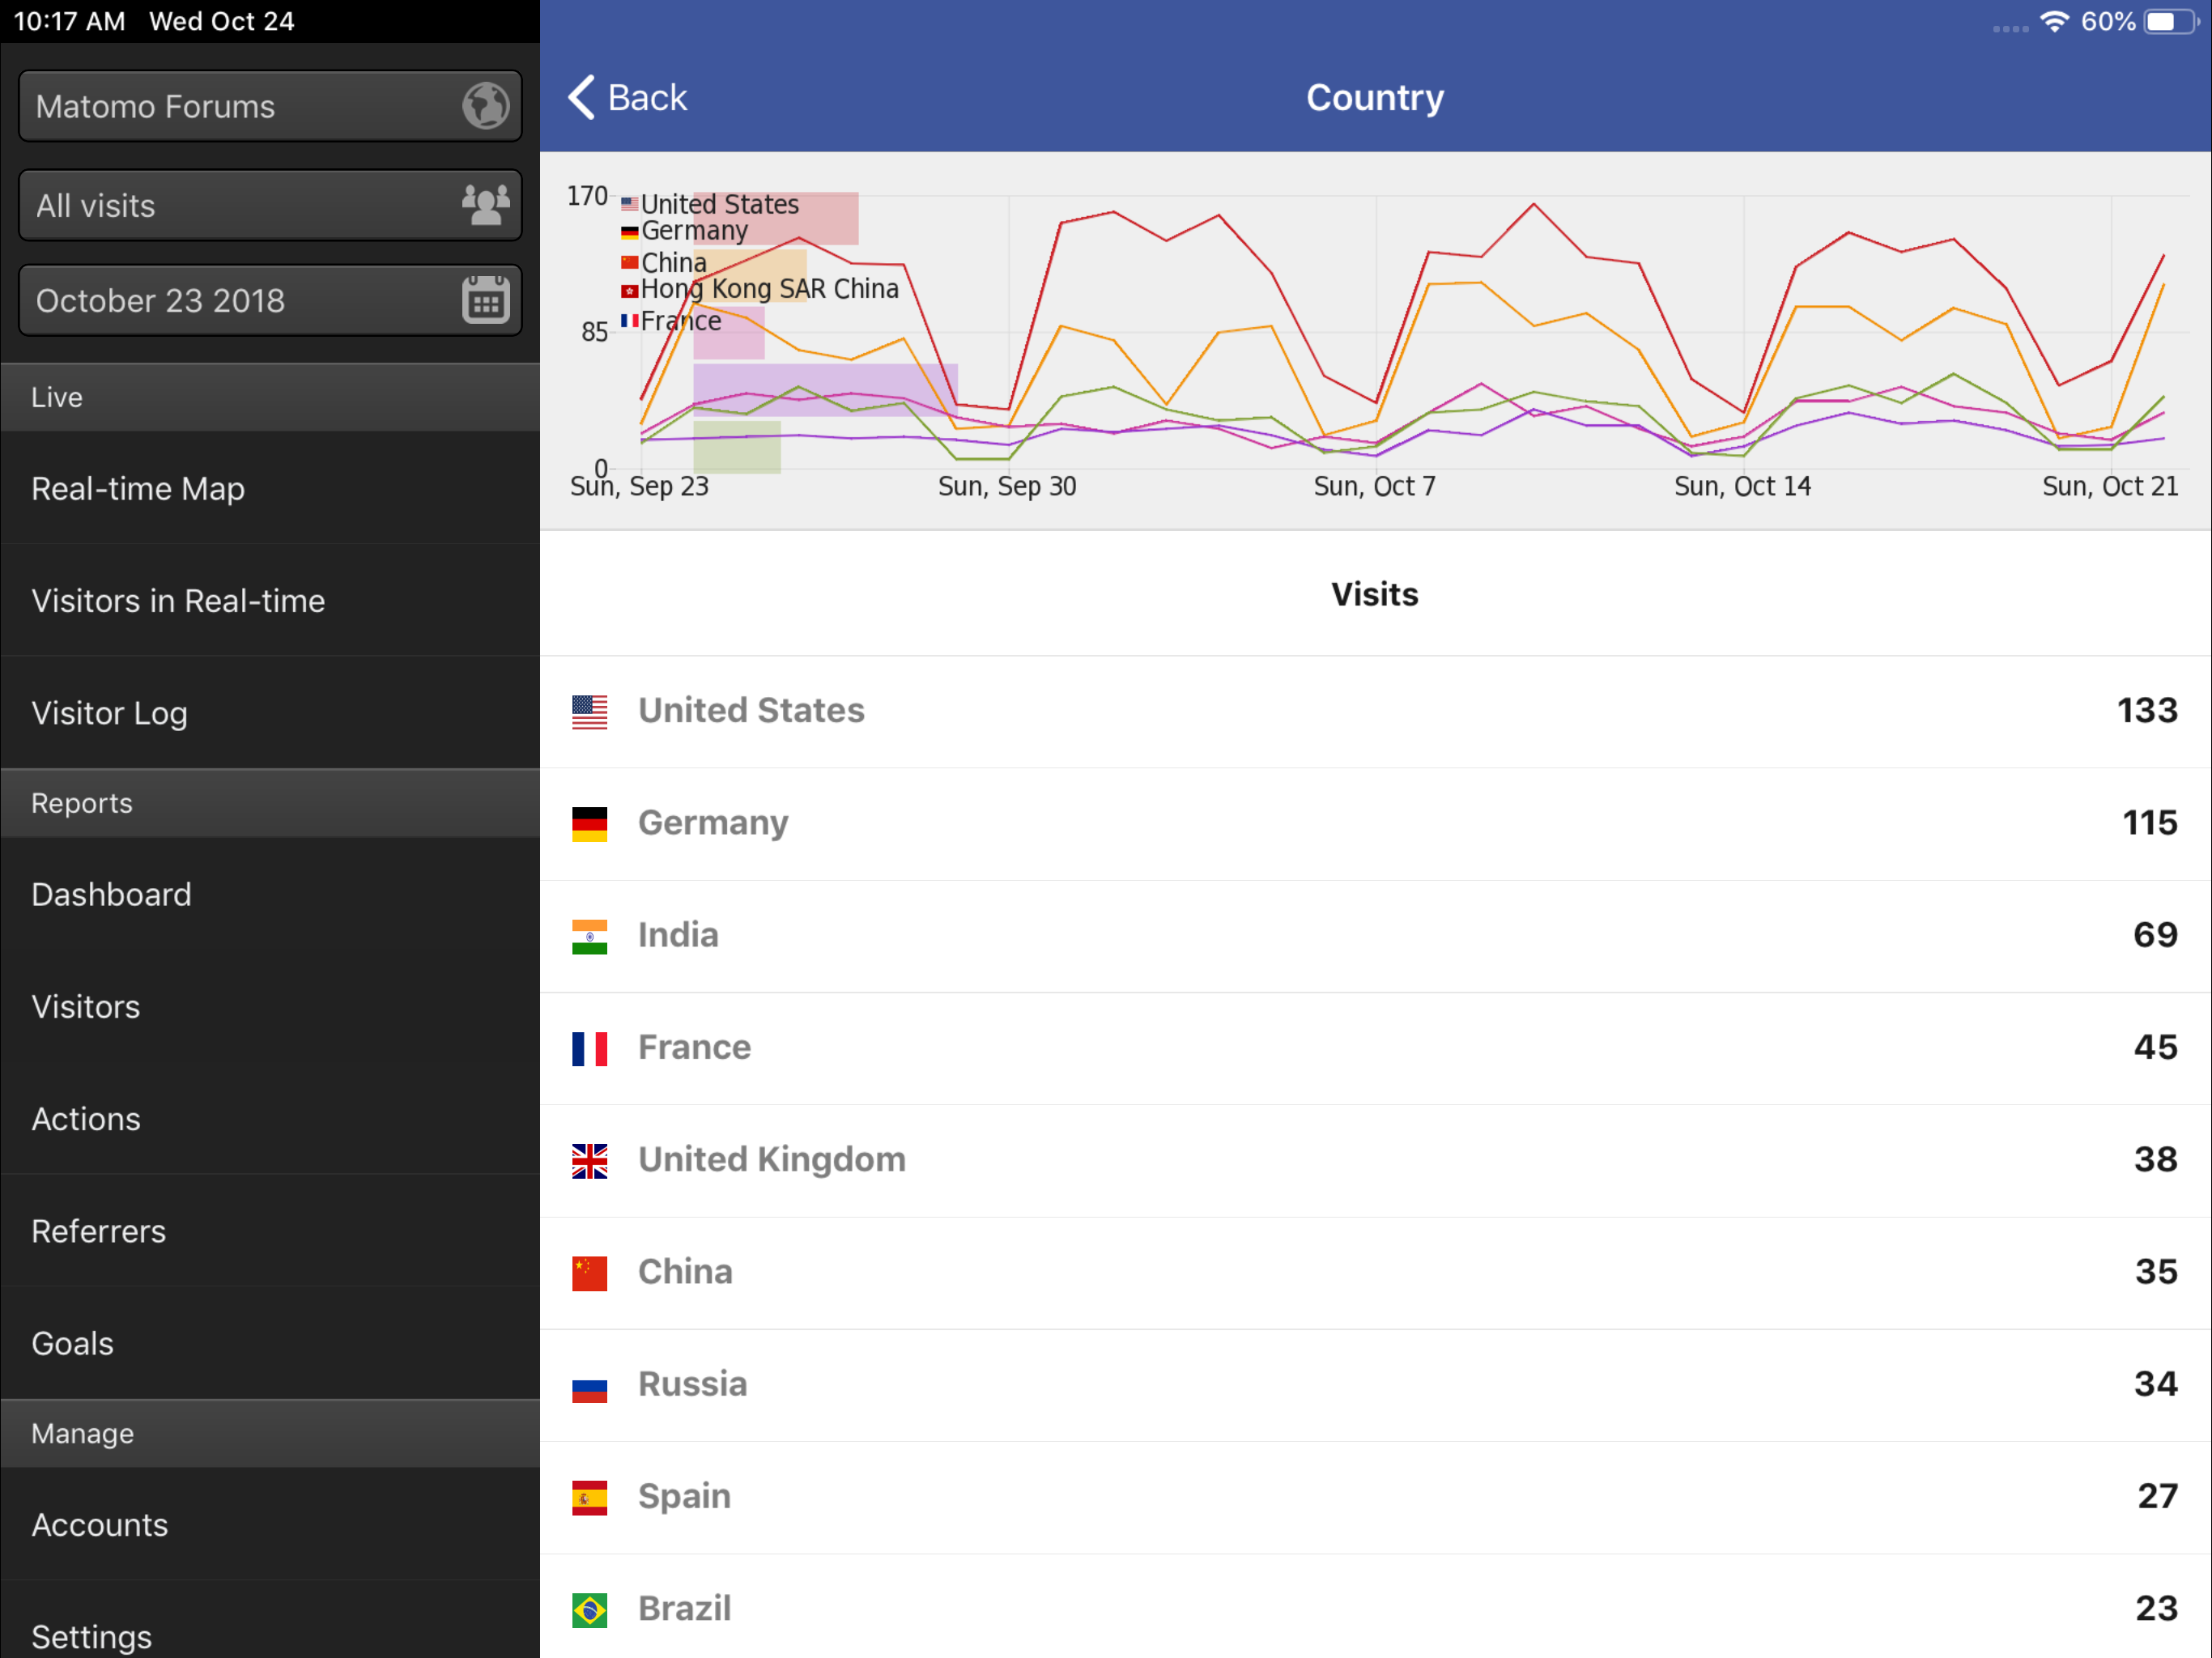 10:17 AM Wed Oct 24
60%
Matomo Forums
All visits
October 23 2018
Live
Real-time Map
Visitors in Real-time
Visitor Log
Reports
Dashboard
Visitors
Actions
Referrers
Goals
Manage
Accounts
Settings
Back
Country
170
85
0
United States
Germany
China
Hong Kong SAR China
France
Sun, Sep 23
Sun, Sep 30
Sun, Oct 7
Sun, Oct 14
Sun, Oct 21
Visits
United States 133
Germany 115
India 69
France 45
United Kingdom 38
China 35
Russia 34
Spain 27
Brazil 23